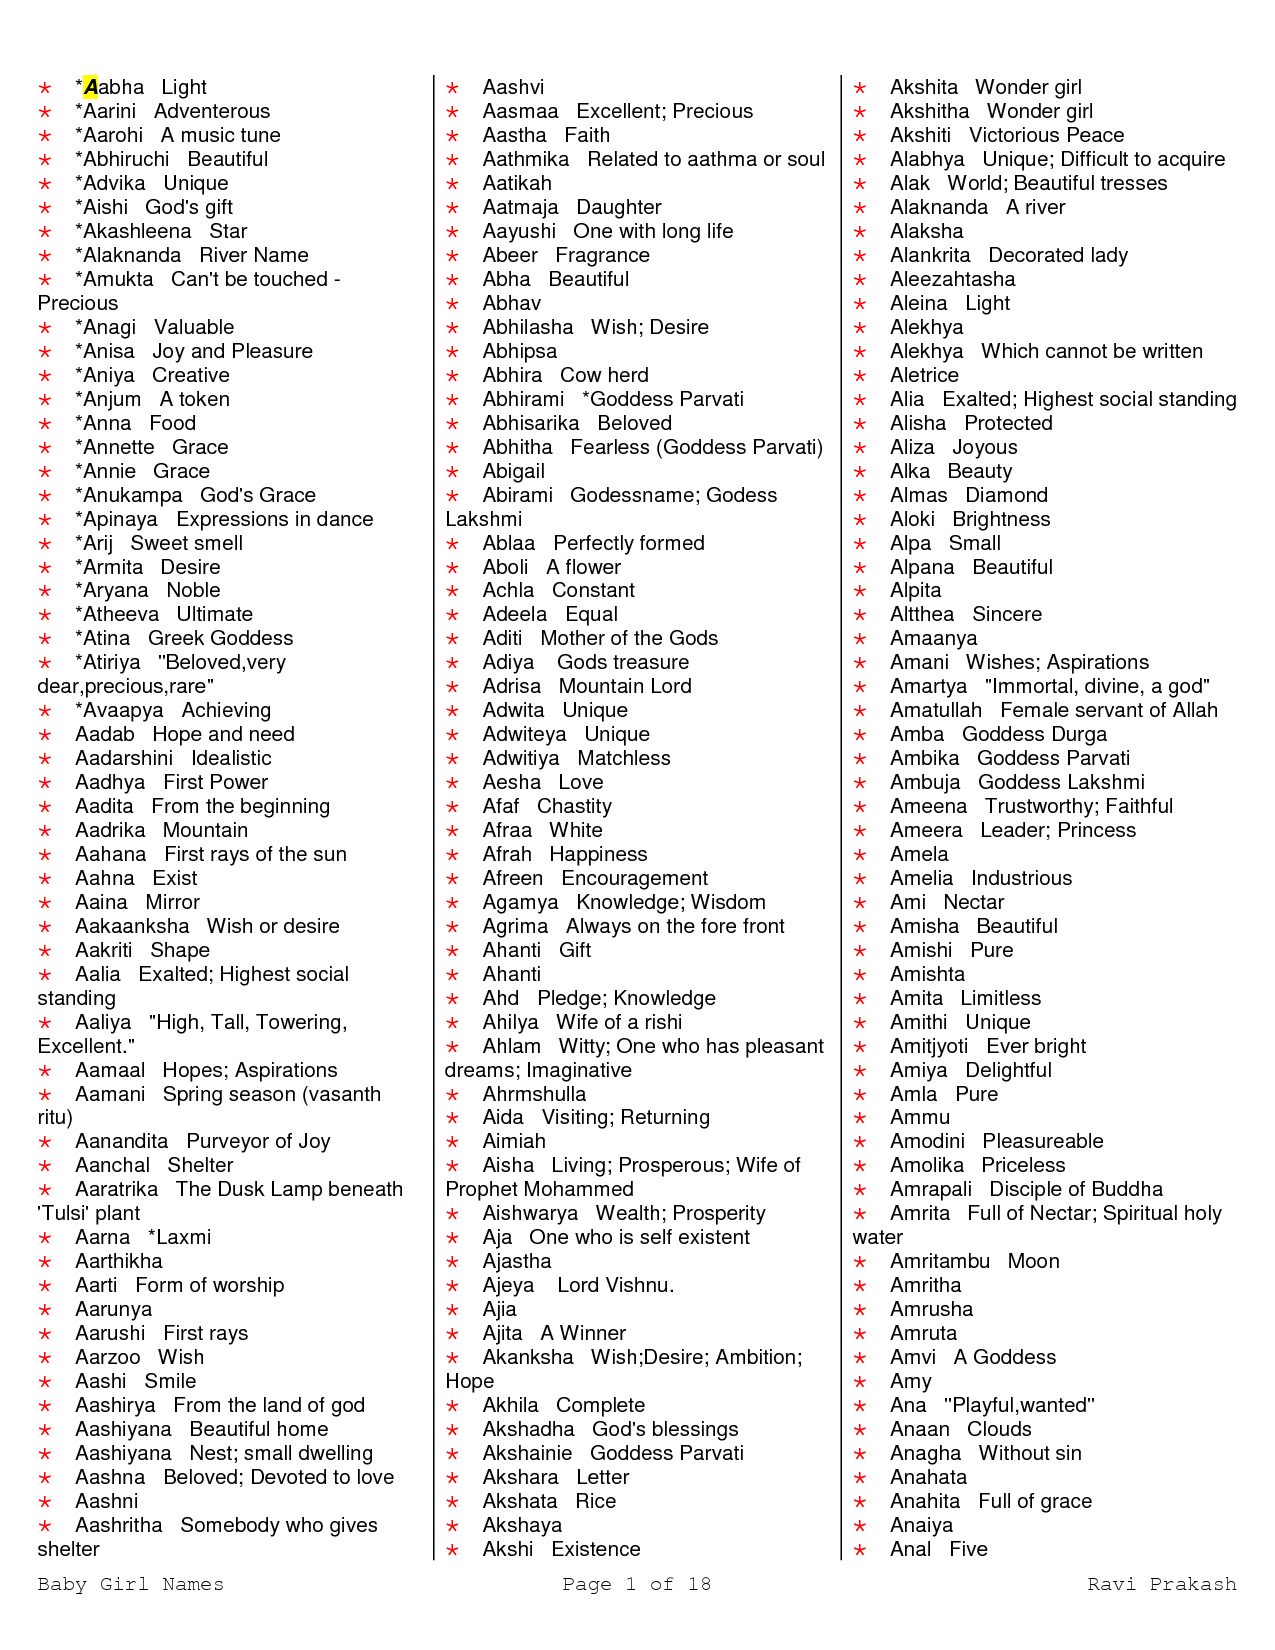 * *Aabha Light
* *Aarini Adventerous
* *Aarohi A music tune
* *Abhiruchi Beautiful
* *Advika Unique
* *Aishi God's gift
* *Akashleena Star
* *Alaknanda River Name
* *Amukta Can't be touched -
Precious
* *Anagi Valuable
* *Anisa Joy and Pleasure
* *Aniya Creative
* *Anjum A token
* *Anna Food
* *Annette Grace
* *Annie Grace
* *Anukampa God's Grace
* *Apinaya Expressions in dance
* *Arij Sweet smell
* *Armita Desire
* *Aryana Noble
* *Atheeva Ultimate
* *Atina Greek Goddess
* *Atiriya "Beloved,very
dear,precious,rare"
* *Avaapya Achieving
* Aadab Hope and need
* Aadarshini Idealistic
* Aadhya First Power
* Aadita From the beginning
* Aadrika Mountain
* Aahana First rays of the sun
* Aahna Exist
* Aaina Mirror
* Aakaanksha Wish or desire
* Aakriti Shape
* Aalia Exalted; Highest social
standing
* Aaliya "High, Tall, Towering,
Excellent."
* Aamaal Hopes; Aspirations
* Aamani Spring season (vasanth
ritu)
* Aanandita Purveyor of Joy
* Aanchal Shelter
* Aaratrika The Dusk Lamp beneath
'Tulsi' plant
* Aarna *Laxmi
* Aarthikha
* Aarti Form of worship
* Aarunya
* Aarushi First rays
* Aarzoo Wish
* Aashi Smile
* Aashirya From the land of god
* Aashiyana Beautiful home
* Aashiyana Nest; small dwelling
* Aashna Beloved; Devoted to love
* Aashni
* Aashritha Somebody who gives
shelter
* Aashvi
* Aasmaa Excellent; Precious
* Aastha Faith
* Aathmika Related to aathma or soul
* Aatikah
* Aatmaja Daughter
* Aayushi One with long life
* Abeer Fragrance
* Abha Beautiful
* Abhav
* Abhilasha Wish; Desire
* Abhipsa
* Abhira Cow herd
* Abhirami *Goddess Parvati
* Abhisarika Beloved
* Abhitha Fearless (Goddess Parvati)
* Abigail
* Abirami Godessname; Godess
Lakshmi
* Ablaa Perfectly formed
* Aboli A flower
* Achla Constant
* Adeela Equal
* Aditi Mother of the Gods
* Adiya Gods treasure
* Adrisa Mountain Lord
* Adwita Unique
* Adwiteya Unique
* Adwitiya Matchless
* Aesha Love
* Afaf Chastity
* Afraa White
* Afrah Happiness
* Afreen Encouragement
* Agamya Knowledge; Wisdom
* Agrima Always on the fore front
* Ahanti Gift
* Ahanti
* Ahd Pledge; Knowledge
* Ahilya Wife of a rishi
* Ahlam Witty; One who has pleasant
dreams; Imaginative
* Ahrmshulla
* Aida Visiting; Returning
* Aimiah
* Aisha Living; Prosperous; Wife of
Prophet Mohammed
* Aishwarya Wealth; Prosperity
* Aja One who is self existent
* Ajastha
* Ajeya Lord Vishnu.
* Ajia
* Ajita A Winner
* Akanksha Wish;Desire; Ambition;
Hope
* Akhila Complete
* Akshadha God's blessings
* Akshainie Goddess Parvati
* Akshara Letter
* Akshata Rice
* Akshaya
* Akshi Existence
* Akshita Wonder girl
* Akshitha Wonder girl
* Akshiti Victorious Peace
* Alabhya Unique; Difficult to acquire
* Alak World; Beautiful tresses
* Alaknanda A river
* Alaksha
* Alankrita Decorated lady
* Aleezahtasha
* Aleina Light
* Alekhya
* Alekhya Which cannot be written
* Aletrice
* Alia Exalted; Highest social standing
* Alisha Protected
* Aliza Joyous
* Alka Beauty
* Almas Diamond
* Aloki Brightness
* Alpa Small
* Alpana Beautiful
* Alpita
* Altthea Sincere
* Amaanya
* Amani Wishes; Aspirations
* Amartya "Immortal, divine, a god"
* Amatullah Female servant of Allah
* Amba Goddess Durga
* Ambika Goddess Parvati
* Ambuja Goddess Lakshmi
* Ameena Trustworthy; Faithful
* Ameera Leader; Princess
* Amela
* Amelia Industrious
* Ami Nectar
* Amisha Beautiful
* Amishi Pure
* Amishta
* Amita Limitless
* Amithi Unique
* Amitjyoti Ever bright
* Amiya Delightful
* Amla Pure
* Ammu
* Amodini Pleasureable
* Amolika Priceless
* Amrapali Disciple of Buddha
* Amrita Full of Nectar; Spiritual holy
water
* Amritambu Moon
* Amritha
* Amrusha
* Amruta
* Amvi A Goddess
* Amy
* Ana "Playful,wanted"
* Anaan Clouds
* Anagha Without sin
* Anahata
* Anahita Full of grace
* Anaiya
* Anal Five
Baby Girl Names Page 1 of 18 Ravi Prakash